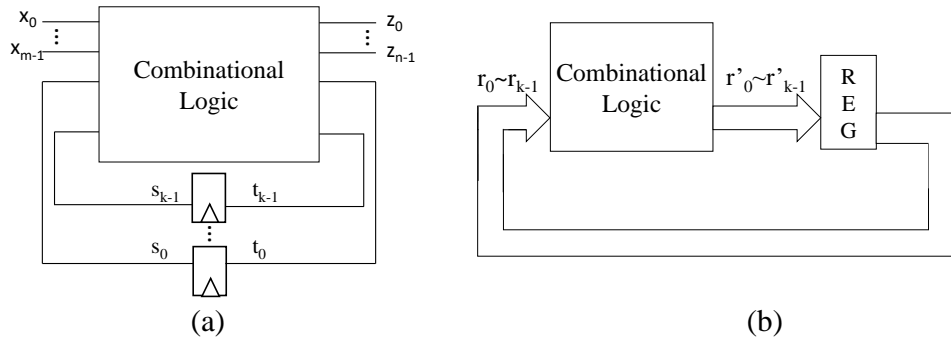 x₀
⋮
xₘ₋₁
Combinational
Logic
z₀
⋮
zₙ₋₁
sₖ₋₁
tₖ₋₁
s₀
t₀
(a)
r₀~rₖ₋₁
Combinational
Logic
r'₀~r'ₖ₋₁
R
E
G
(b)